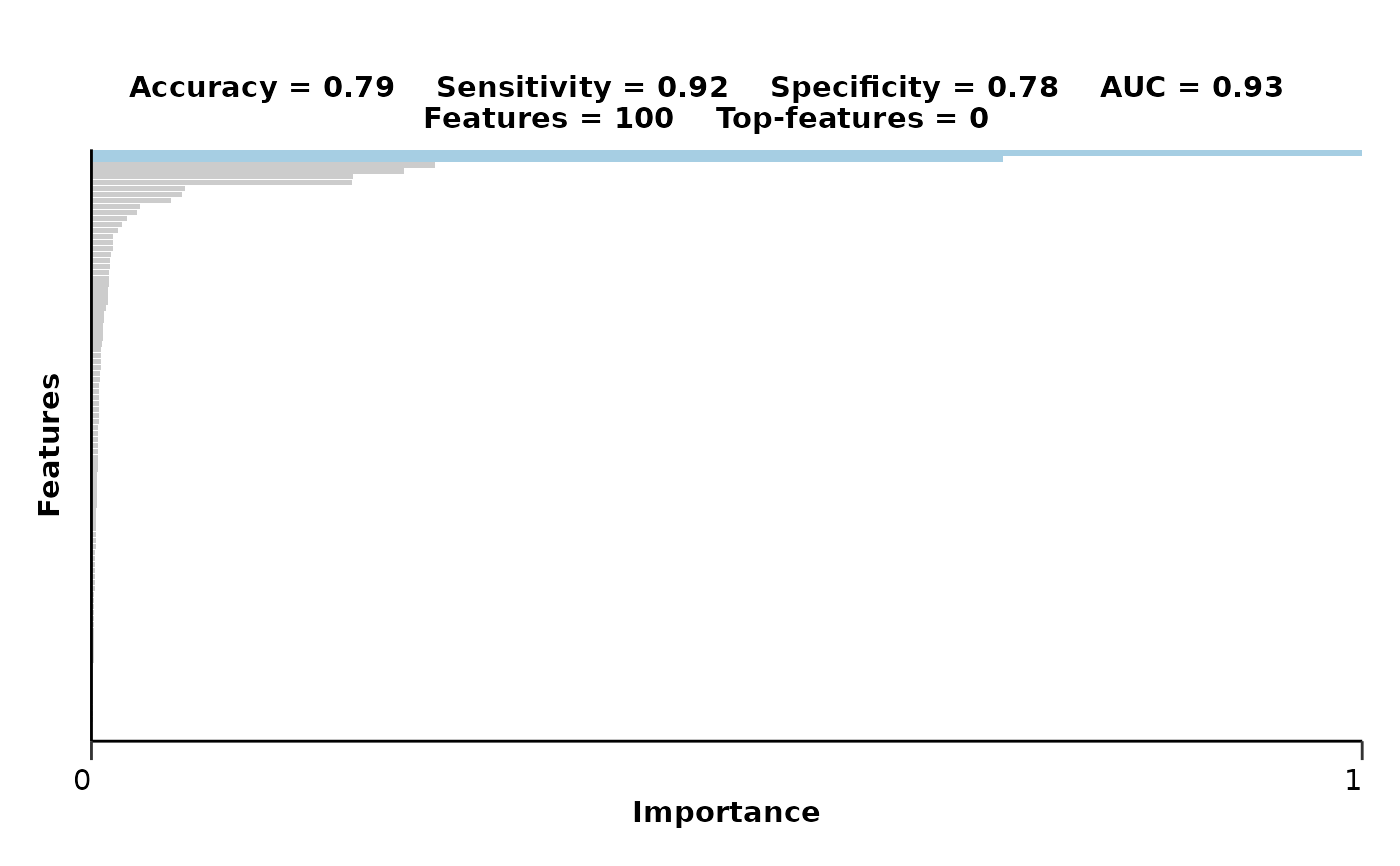 Accuracy = 0.79 Sensitivity = 0.92 Specificity = 0.78 AUC = 0.93
Features = 100 Top-features = 0
Features
0 1
Importance